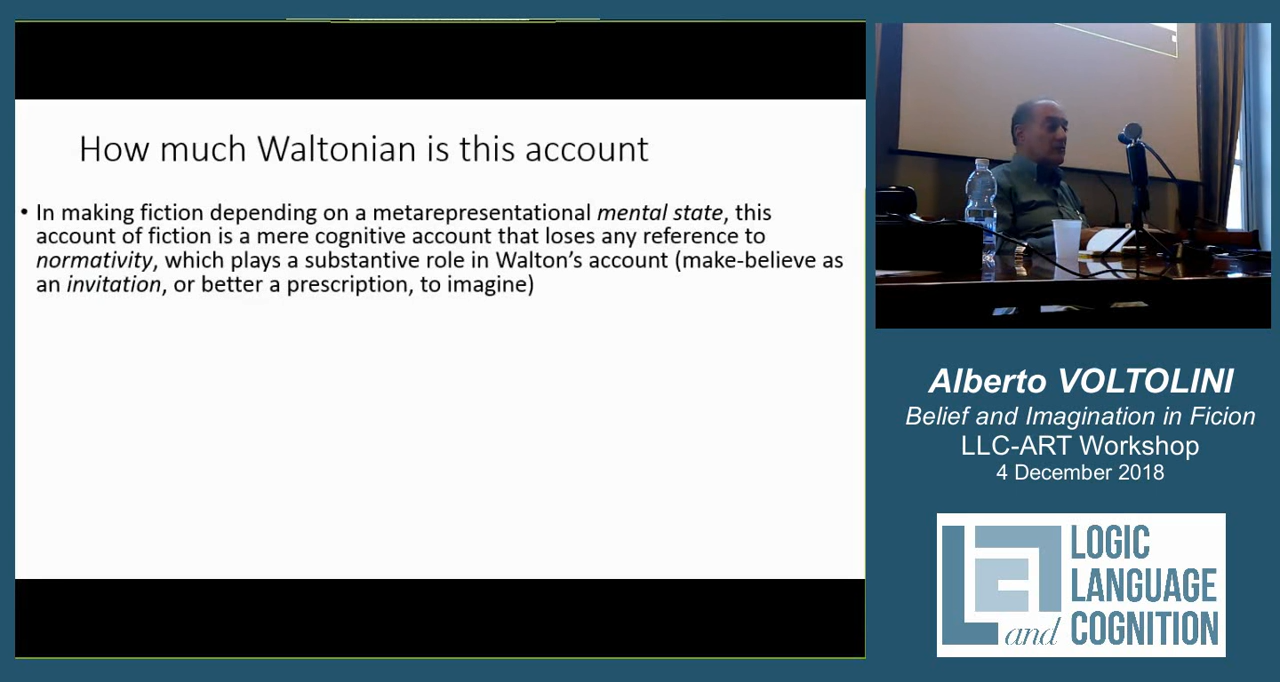 How much Waltonian is this account
• In making fiction depending on a metarepresentational mental state, this
account of fiction is a mere cognitive account that loses any reference to
normativity, which plays a substantive role in Walton's account (make-believe as
an invitation, or better a prescription, to imagine)
Alberto VOLTOLINI
Belief and Imagination in Ficion
LLC-ART Workshop
4 December 2018
LOGIC
LANGUAGE
and COGNITION